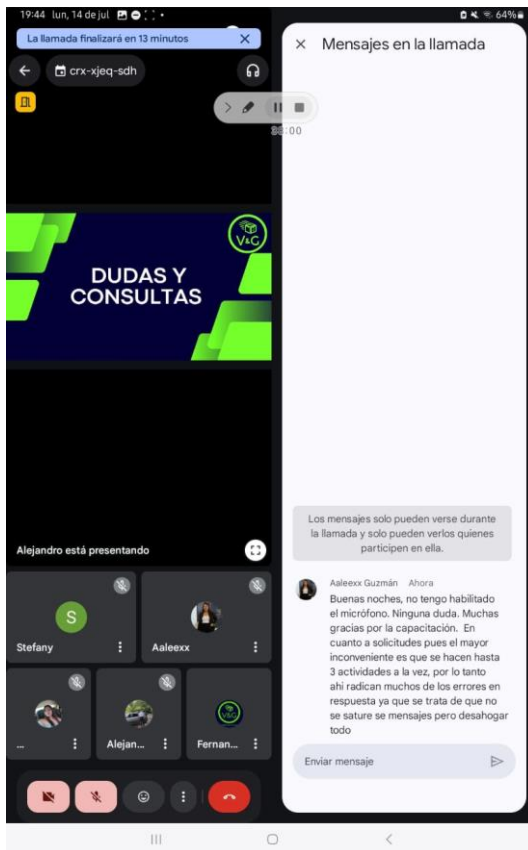 19:44 lun, 14 de jul
64%
La llamada finalizará en 13 minutos
crx-xjeq-sdh
V&G
DUDAS Y
CONSULTAS
Alejandro está presentando
S
Stefany
Aaleexx
...
Alejan...
V&G
Fernan...
Mensajes en la llamada
Los mensajes solo pueden verse durante
la llamada y solo pueden verlos quienes
participen en ella.
Aaleexx Guzmán Ahora
Buenas noches, no tengo habilitado
el micrófono. Ninguna duda. Muchas
gracias por la capacitación. En
cuanto a solicitudes pues el mayor
inconveniente es que se hacen hasta
3 actividades a la vez, por lo tanto
ahí radican muchos de los errores en
respuesta ya que se trata de que no
se sature se mensajes pero desahogar
todo
Enviar mensaje